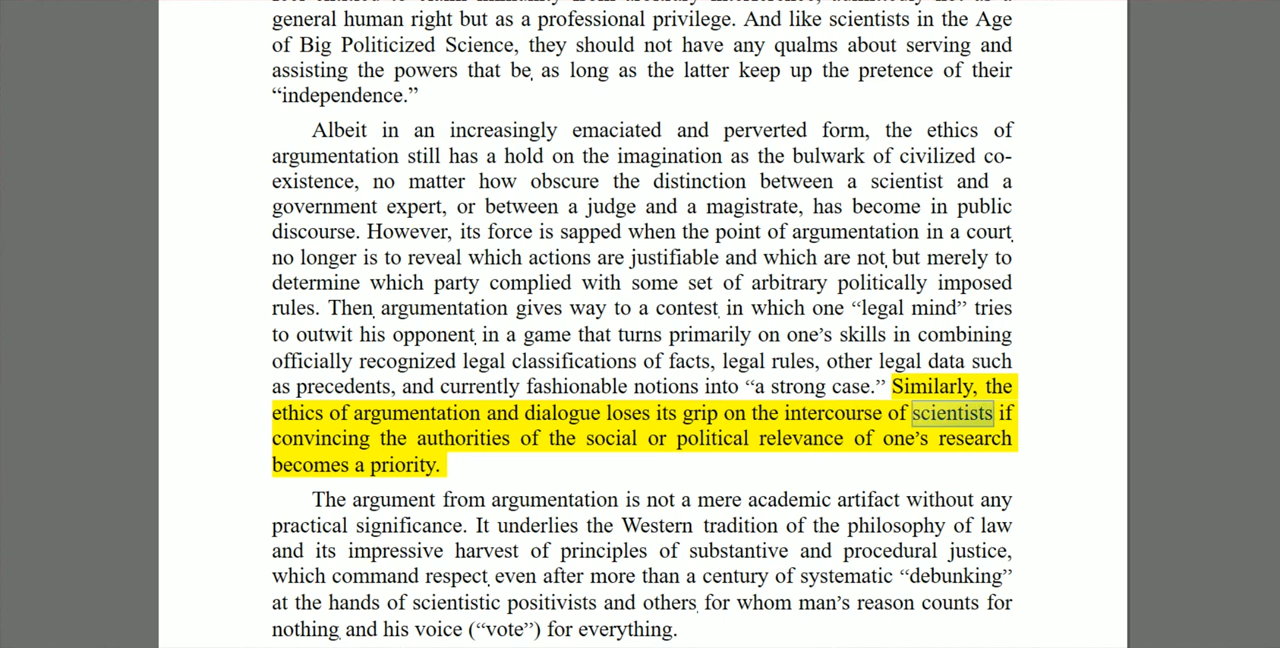 general human right but as a professional privilege. And like scientists in the Age
of Big Politicized Science, they should not have any qualms about serving and
assisting the powers that be, as long as the latter keep up the pretence of their
“independence.”
Albeit in an increasingly emaciated and perverted form, the ethics of
argumentation still has a hold on the imagination as the bulwark of civilized co-
existence, no matter how obscure the distinction between a scientist and a
government expert, or between a judge and a magistrate, has become in public
discourse. However, its force is sapped when the point of argumentation in a court,
no longer is to reveal which actions are justifiable and which are not, but merely to
determine which party complied with some set of arbitrary politically imposed
rules. Then, argumentation gives way to a contest, in which one “legal mind” tries
to outwit his opponent, in a game that turns primarily on one’s skills in combining
officially recognized legal classifications of facts, legal rules, other legal data such
as precedents, and currently fashionable notions into “a strong case.” Similarly, the
ethics of argumentation and dialogue loses its grip on the intercourse of scientists if
convincing the authorities of the social or political relevance of one’s research
becomes a priority.
The argument from argumentation is not a mere academic artifact without any
practical significance. It underlies the Western tradition of the philosophy of law
and its impressive harvest of principles of substantive and procedural justice,
which command respect, even after more than a century of systematic “debunking”
at the hands of scientistic positivists and others, for whom man’s reason counts for
nothing, and his voice (“vote”) for everything.